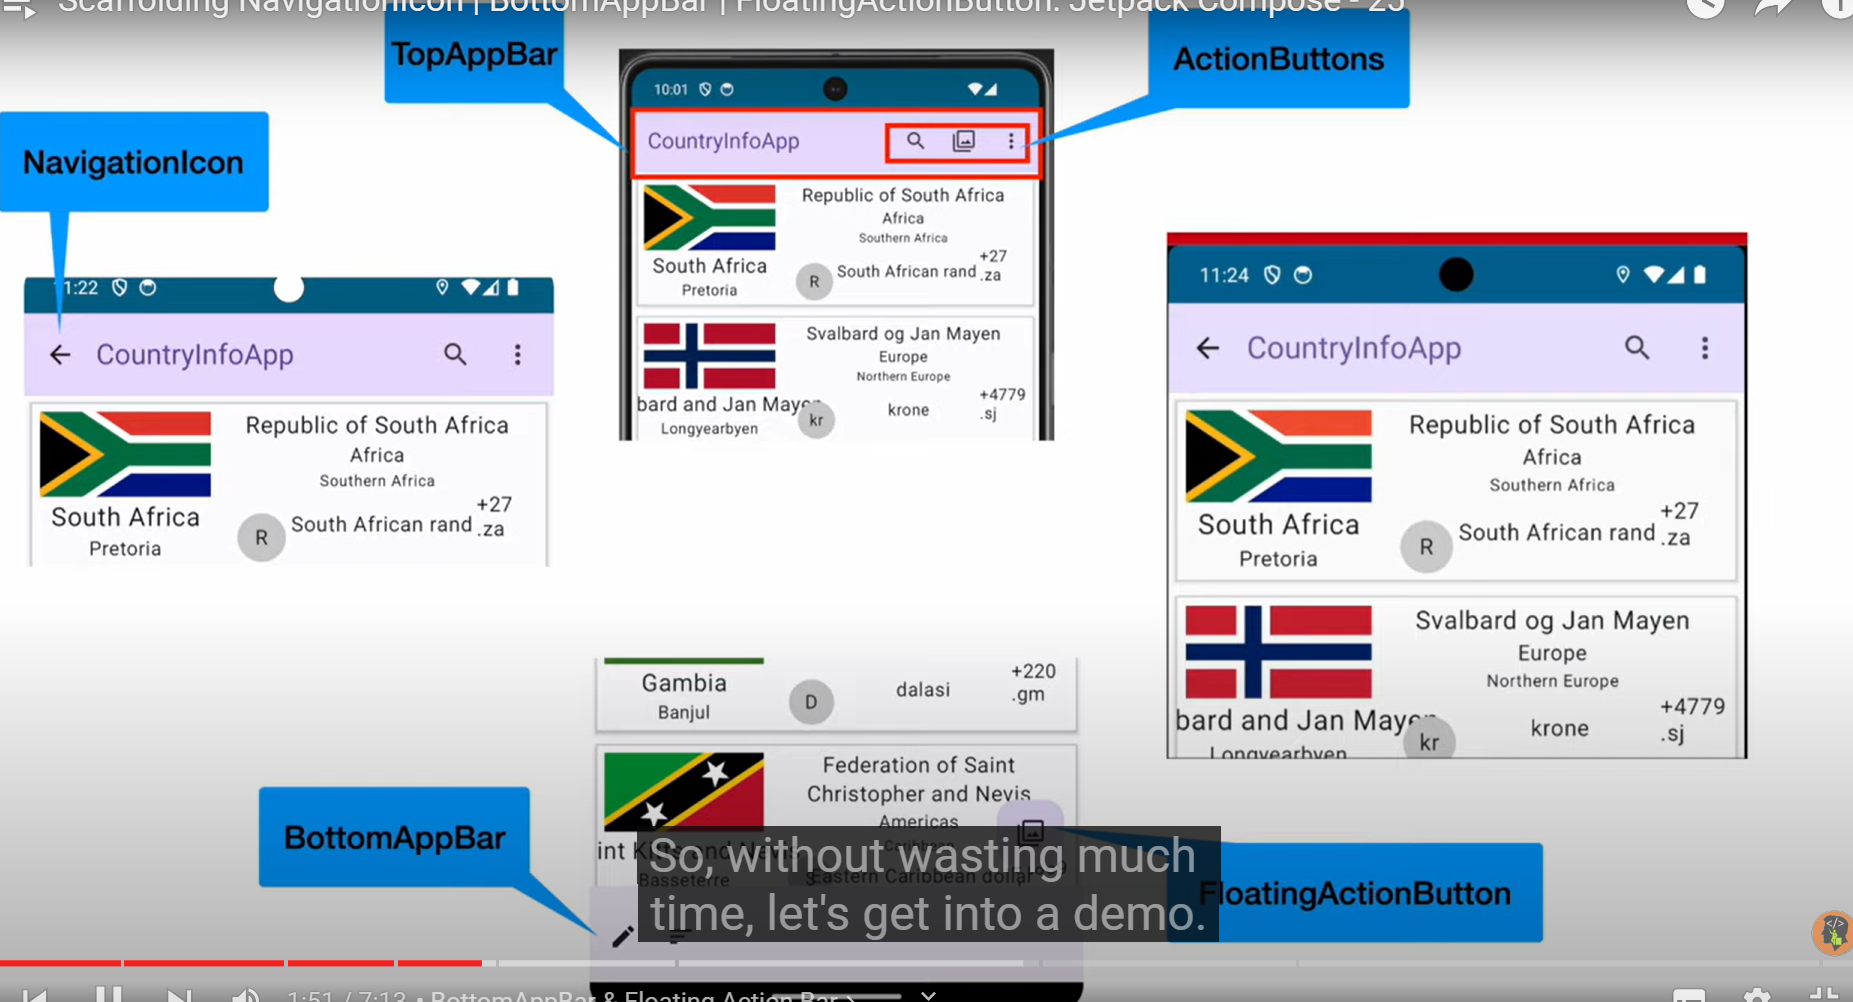 Scaffolding NavigationIcon | BottomAppBar | FloatingActionButton: Jetpack Compose - 25
TopAppBar
ActionButtons
NavigationIcon
10:01
CountryInfoApp
Republic of South Africa
Africa
Southern Africa
+27
South African rand .za
South Africa
R
Pretoria
Svalbard og Jan Mayen
Europe
Northern Europe
+4779
krone .sj
bard and Jan Mayen
kr
Longyearbyen
11:22
CountryInfoApp
Republic of South Africa
Africa
Southern Africa
+27
South African rand .za
South Africa
R
Pretoria
11:24
CountryInfoApp
Republic of South Africa
Africa
Southern Africa
+27
South African rand .za
South Africa
R
Pretoria
Svalbard og Jan Mayen
Europe
Northern Europe
+4779
krone .sj
bard and Jan Mayen
kr
Longyearbyen
+220
Gambia
dalasi .gm
D
Banjul
Federation of Saint
Christopher and Nevis
Americas
Caribbean
int Kitts and Nevis
Eastern Caribbean dollar
Basseterre
BottomAppBar
FloatingActionButton
So, without wasting much
time, let's get into a demo.
1:51 / 7:13 • BottomAppBar & Floating Action Bar